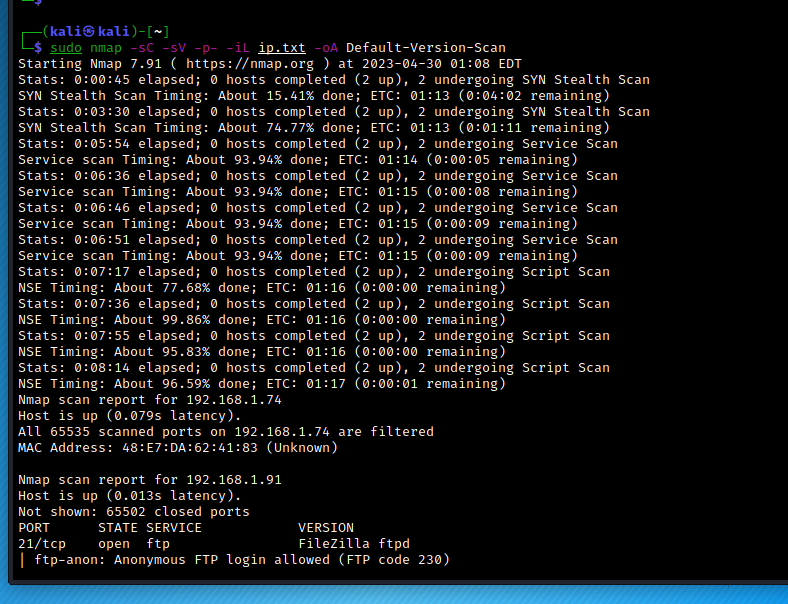 └─$
┌──(kali㉿kali)-[~]
└─$ sudo nmap -sC -sV -p- -iL ip.txt -oA Default-Version-Scan
Starting Nmap 7.91 ( https://nmap.org ) at 2023-04-30 01:08 EDT
Stats: 0:00:45 elapsed; 0 hosts completed (2 up), 2 undergoing SYN Stealth Scan
SYN Stealth Scan Timing: About 15.41% done; ETC: 01:13 (0:04:02 remaining)
Stats: 0:03:30 elapsed; 0 hosts completed (2 up), 2 undergoing SYN Stealth Scan
SYN Stealth Scan Timing: About 74.77% done; ETC: 01:13 (0:01:11 remaining)
Stats: 0:05:54 elapsed; 0 hosts completed (2 up), 2 undergoing Service Scan
Service scan Timing: About 93.94% done; ETC: 01:14 (0:00:05 remaining)
Stats: 0:06:36 elapsed; 0 hosts completed (2 up), 2 undergoing Service Scan
Service scan Timing: About 93.94% done; ETC: 01:15 (0:00:08 remaining)
Stats: 0:06:46 elapsed; 0 hosts completed (2 up), 2 undergoing Service Scan
Service scan Timing: About 93.94% done; ETC: 01:15 (0:00:09 remaining)
Stats: 0:06:51 elapsed; 0 hosts completed (2 up), 2 undergoing Service Scan
Service scan Timing: About 93.94% done; ETC: 01:15 (0:00:09 remaining)
Stats: 0:07:17 elapsed; 0 hosts completed (2 up), 2 undergoing Script Scan
NSE Timing: About 77.68% done; ETC: 01:16 (0:00:00 remaining)
Stats: 0:07:36 elapsed; 0 hosts completed (2 up), 2 undergoing Script Scan
NSE Timing: About 99.86% done; ETC: 01:16 (0:00:00 remaining)
Stats: 0:07:55 elapsed; 0 hosts completed (2 up), 2 undergoing Script Scan
NSE Timing: About 95.83% done; ETC: 01:16 (0:00:00 remaining)
Stats: 0:08:14 elapsed; 0 hosts completed (2 up), 2 undergoing Script Scan
NSE Timing: About 96.59% done; ETC: 01:17 (0:00:01 remaining)
Nmap scan report for 192.168.1.74
Host is up (0.079s latency).
All 65535 scanned ports on 192.168.1.74 are filtered
MAC Address: 48:E7:DA:62:41:83 (Unknown)
Nmap scan report for 192.168.1.91
Host is up (0.013s latency).
Not shown: 65502 closed ports
PORT      STATE SERVICE            VERSION
21/tcp    open  ftp                FileZilla ftpd
| ftp-anon: Anonymous FTP login allowed (FTP code 230)